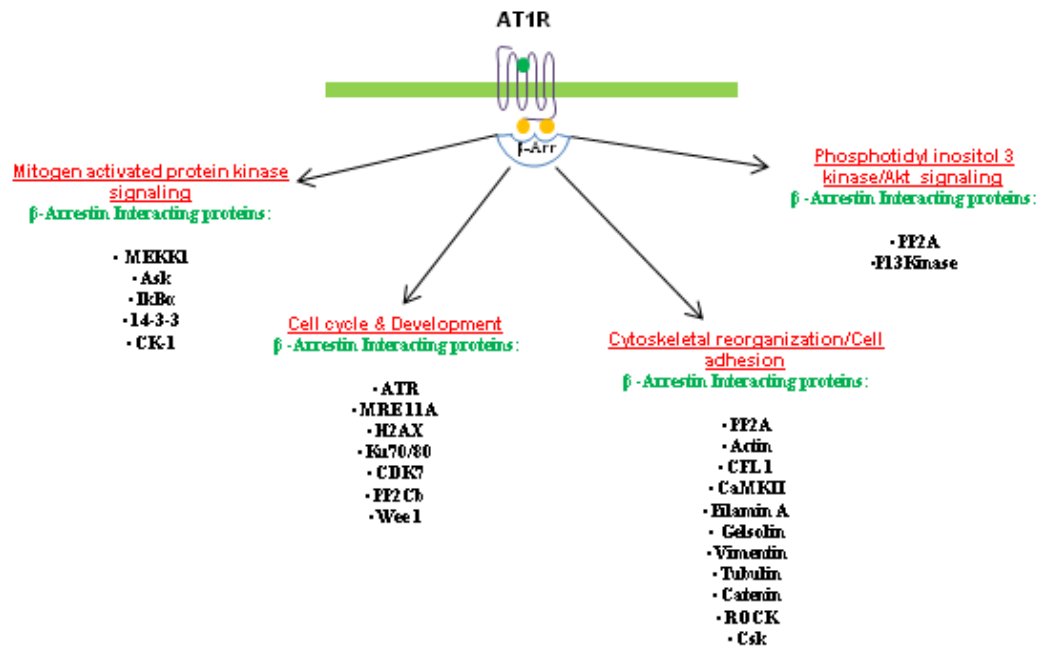 AT1R
β-Arr
Mitogen activated protein kinase
signaling
β -Arrestin Interacting proteins:
• MEKK1
• Ask
• IkBα
• 14-3-3
• CK-1
Cell cycle & Development
β -Arrestin Interacting proteins:
• ATR
• MRE11A
• H2AX
• Ku70/80
• CDK7
• PP2Cb
• Wee1
Cytoskeletal reorganization/Cell
adhesion
β -Arrestin Interacting proteins:
• PP2A
• Actin
• CFL1
• CaMKII
• Filamin A
• Gelsolin
• Vimentin
• Tubulin
• Catenin
• ROCK
• Csk
Phosphotidyl inositol 3
kinase/Akt signaling
β -Arrestin Interacting proteins:
• PP2A
•P13Kinase